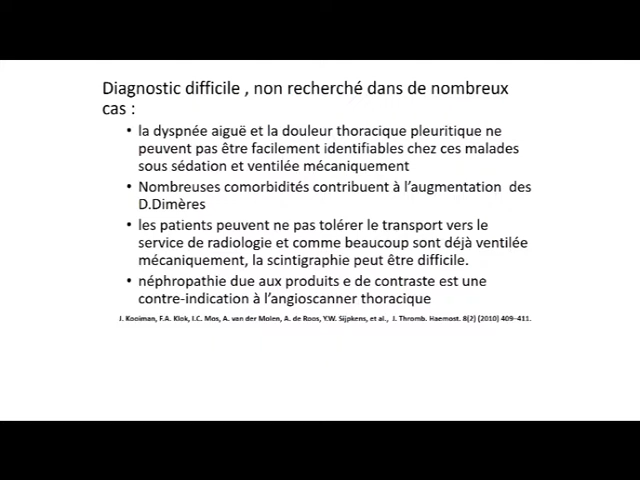 Diagnostic difficile , non recherché dans de nombreux
cas :
• la dyspnée aiguë et la douleur thoracique pleuritique ne
peuvent pas être facilement identifiables chez ces malades
sous sédation et ventilée mécaniquement
• Nombreuses comorbidités contribuent à l'augmentation  des
D.Dimères
• les patients peuvent ne pas tolérer le transport vers le
service de radiologie et comme beaucoup sont déjà ventilée
mécaniquement, la scintigraphie peut être difficile.
• néphropathie due aux produits e de contraste est une
contre-indication à l'angioscanner thoracique
J. Kooiman, F.A. Klok, I.C. Mos, A. van der Molen, A. de Roos, Y.W. Sijpkens, et al.,  J. Thromb. Haemost. 8(2) (2010) 409–411.